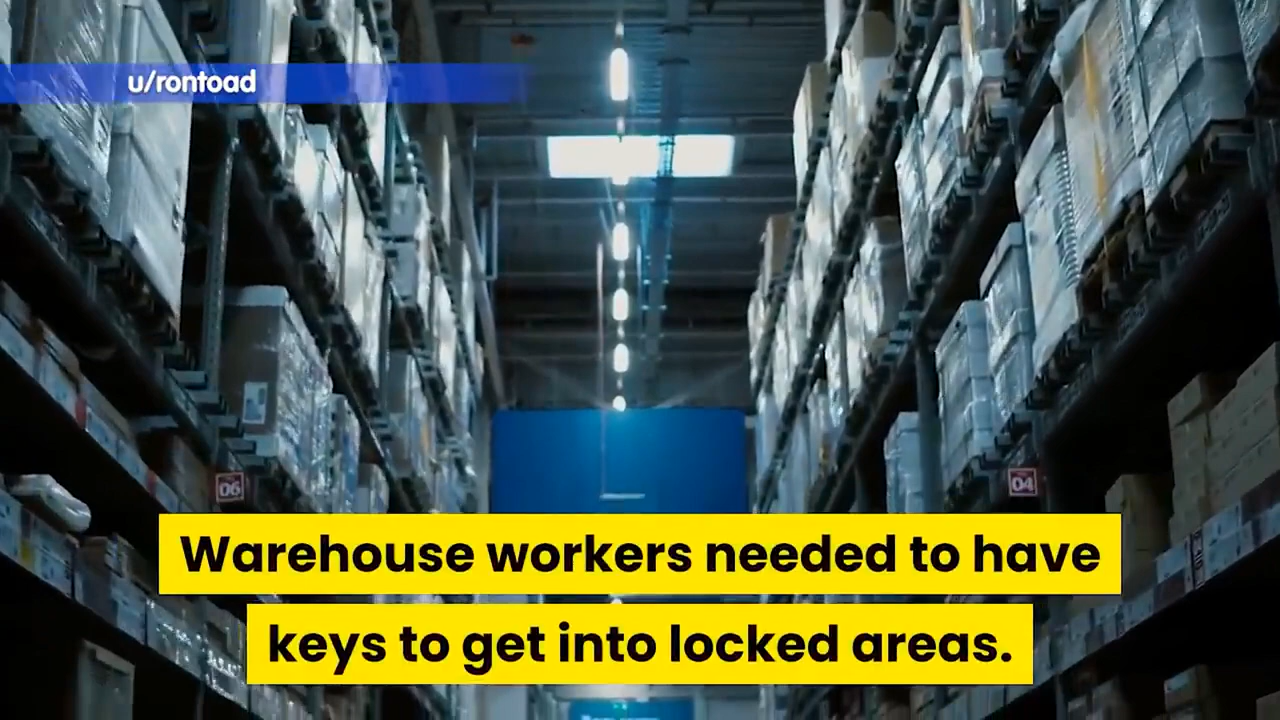 u/rontoad
06
04
Warehouse workers needed to have
keys to get into locked areas.